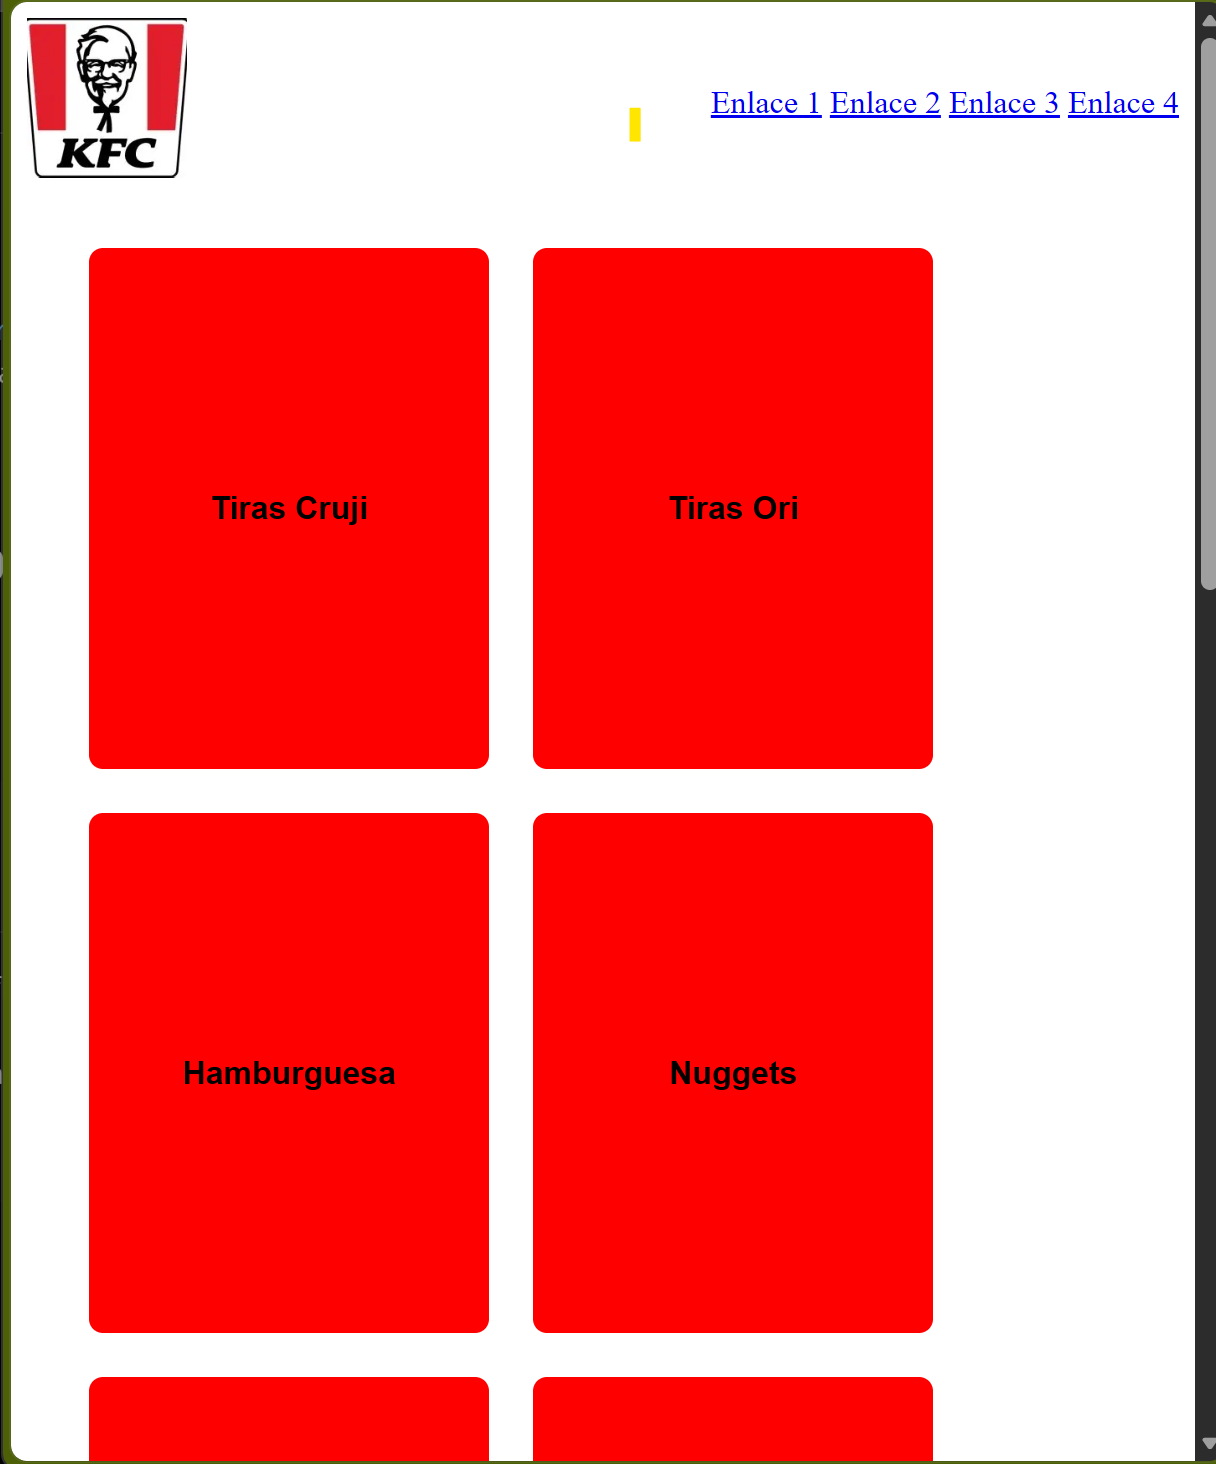 KFC
Enlace 1 Enlace 2 Enlace 3 Enlace 4
Tiras Cruji
Tiras Ori
Hamburguesa
Nuggets